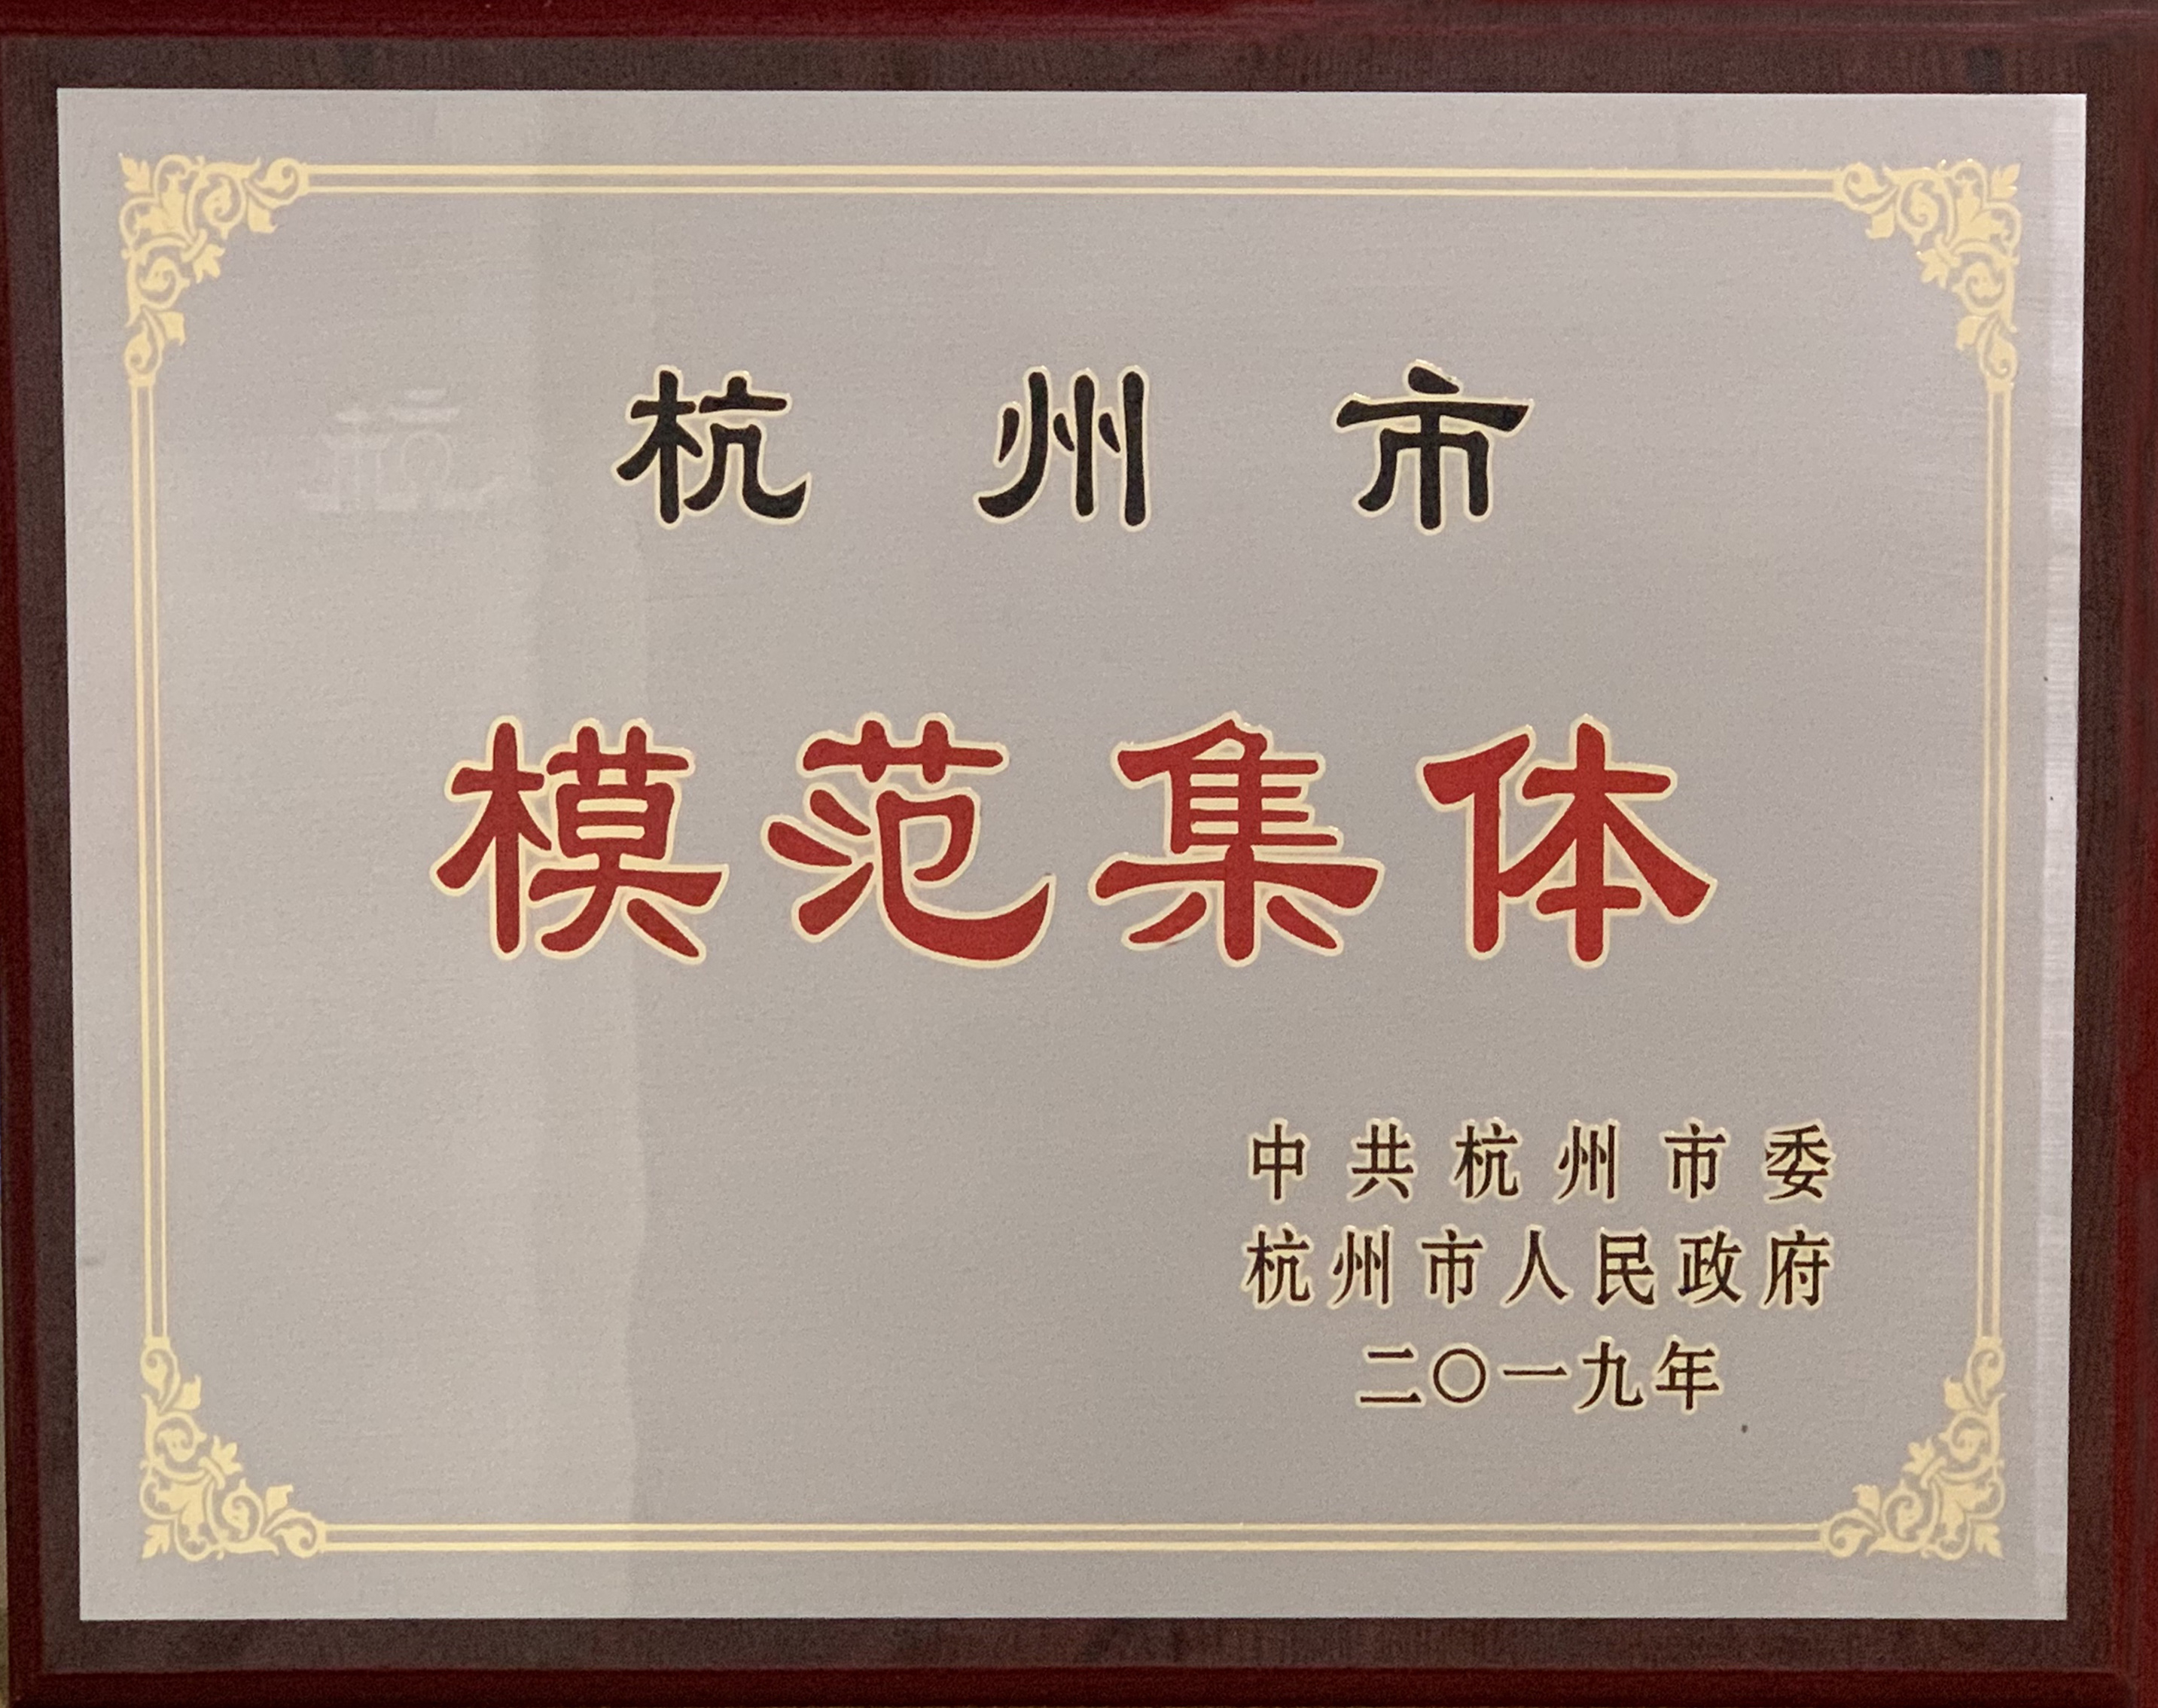 杭州市
模范集体
中共杭州市委
杭州市人民政府
二〇一九年